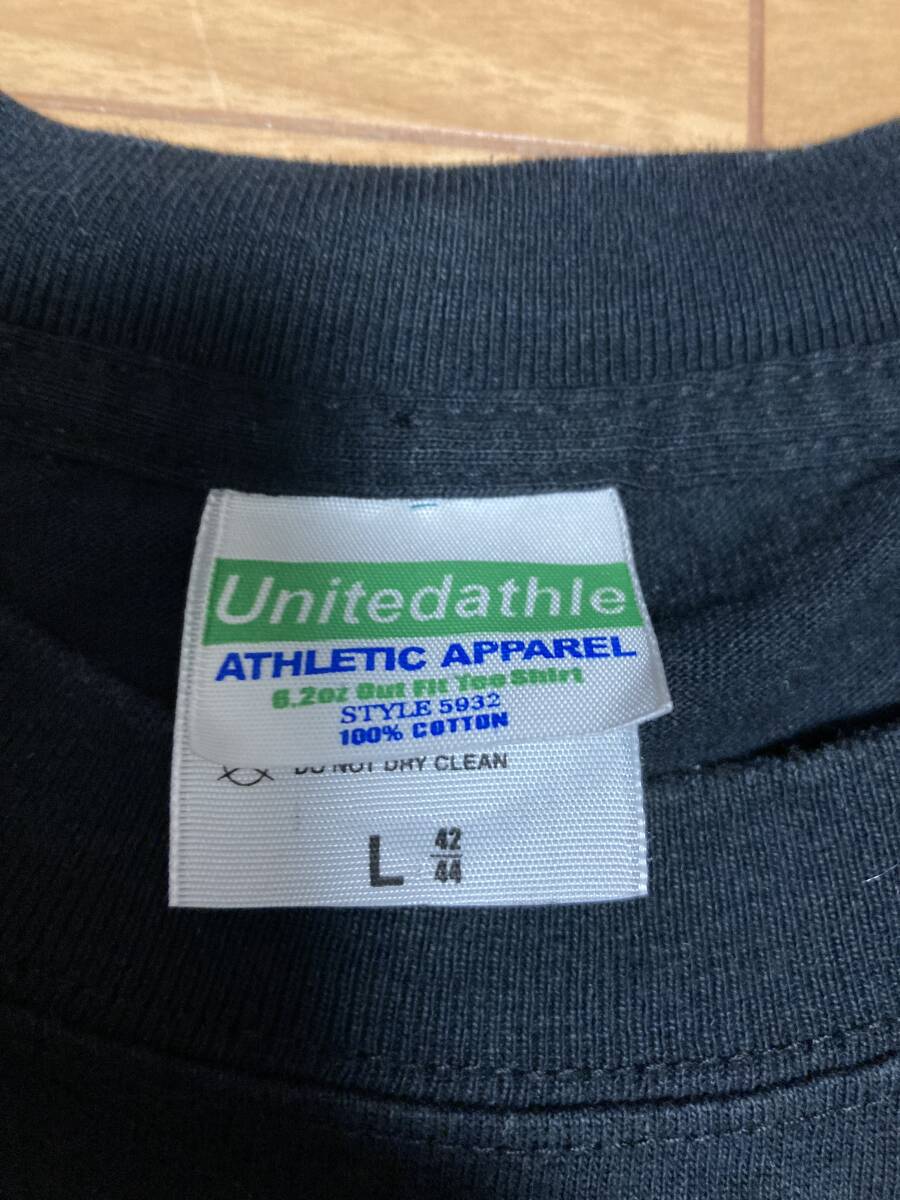 Unitedathle
ATHLETIC APPAREL
6.2oz Out Fit Tee Shirt
STYLE 5932
100% COTTON
DO NOT DRY CLEAN
L 42/44